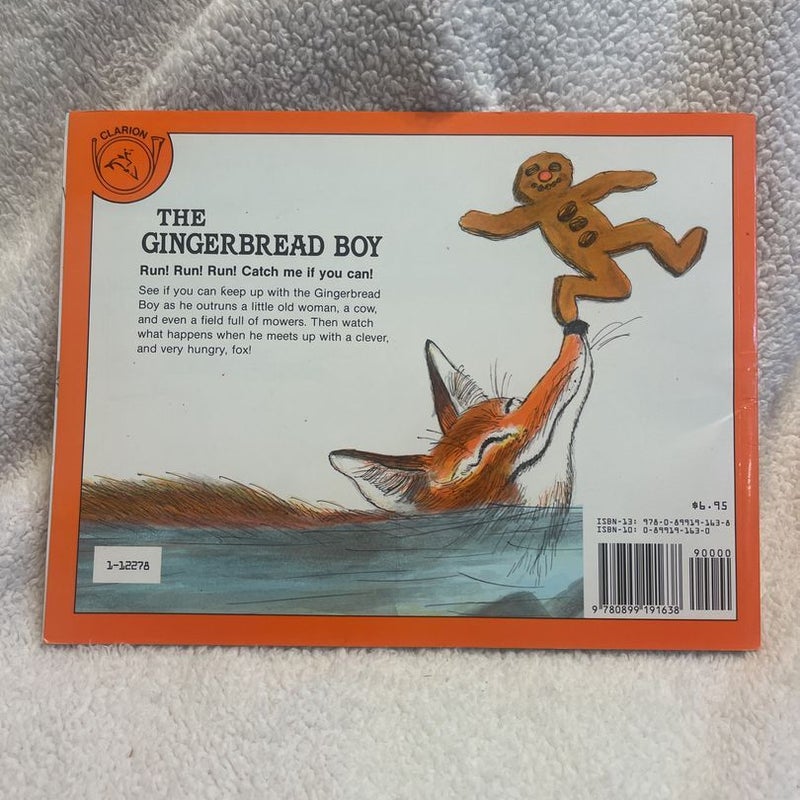 CLARION
THE
GINGERBREAD BOY
Run! Run! Run! Catch me if you can!
See if you can keep up with the Gingerbread
Boy as he outruns a little old woman, a cow,
and even a field full of mowers. Then watch
what happens when he meets up with a clever,
and very hungry, fox!
$6.95
ISBN-13: 978-0-89919-163-8
ISBN-10: 0-89919-163-0
90000
9 780899 191638
1-12278